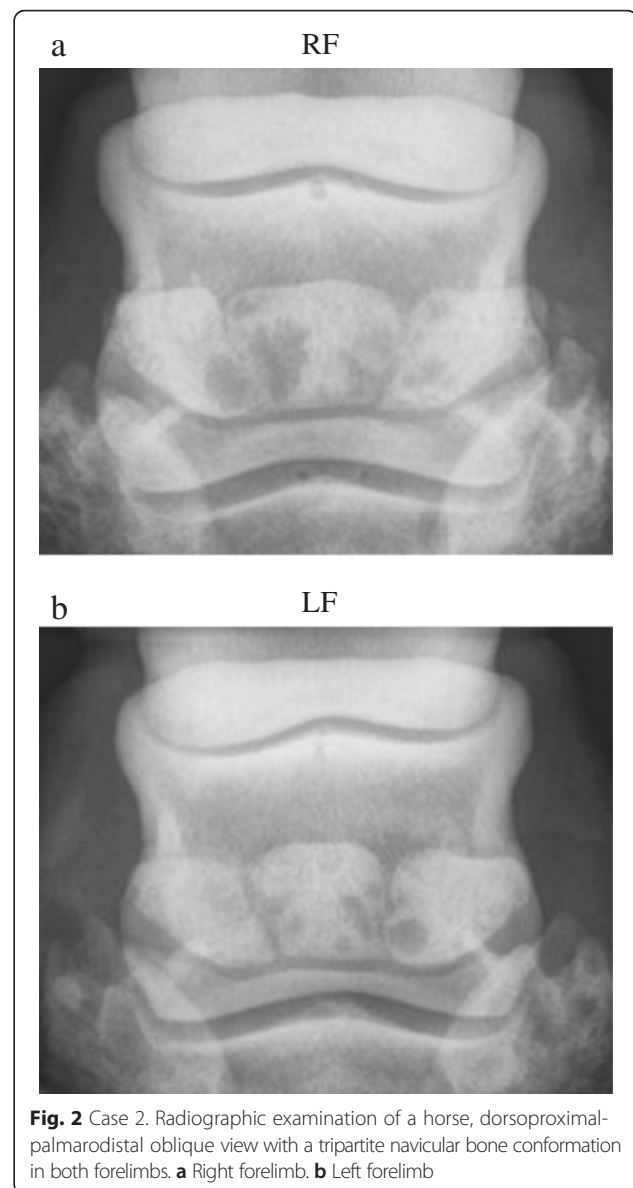 a RF
b LF
Fig. 2 Case 2. Radiographic examination of a horse, dorsoproximal-
palmarodistal oblique view with a tripartite navicular bone conformation
in both forelimbs. a Right forelimb. b Left forelimb